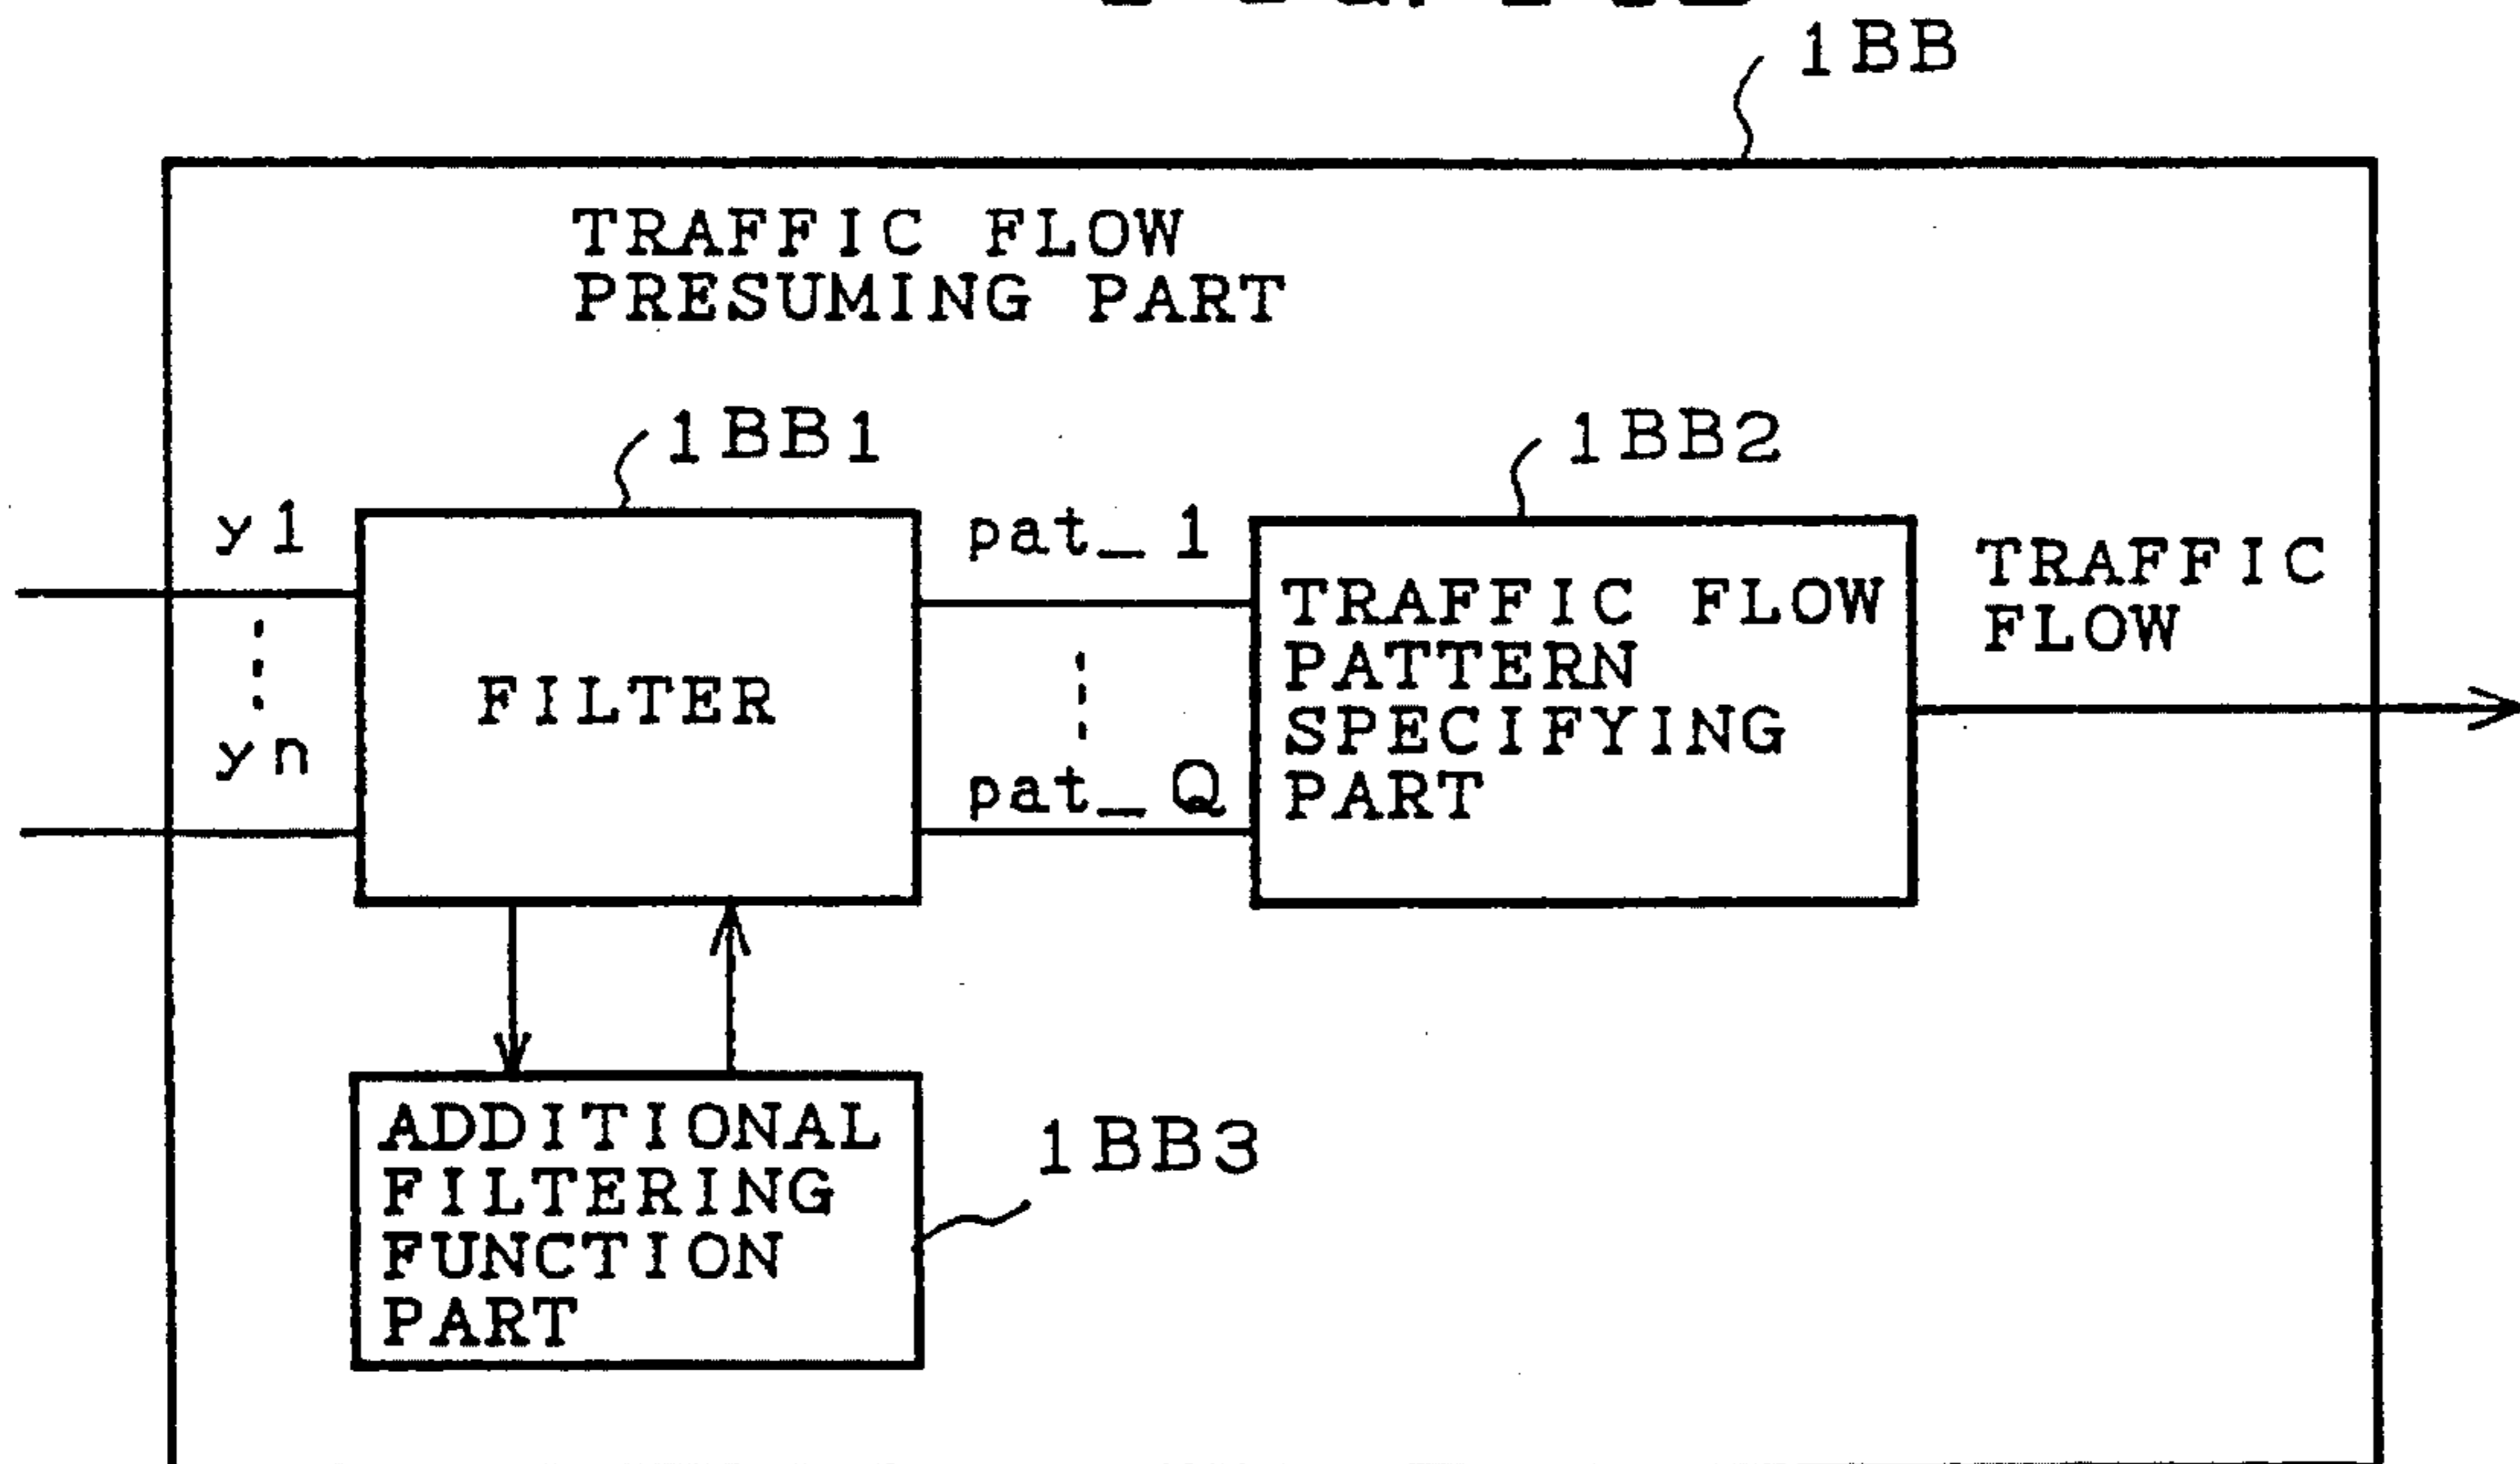 1BB
TRAFFIC FLOW
PRESUMING PART
1BB1
1BB2
y1
yn
FILTER
pat_1
pat_Q
TRAFFIC FLOW
PATTERN
SPECIFYING
PART
TRAFFIC
FLOW
ADDITIONAL
FILTERING
FUNCTION
PART
1BB3